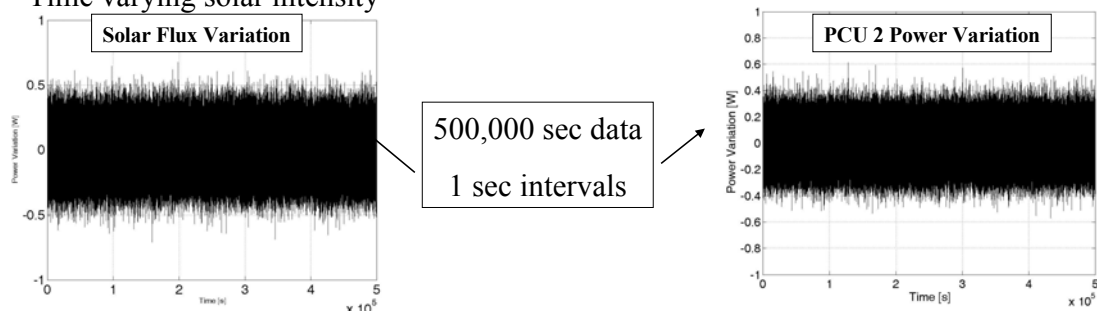 Time varying solar intensity
Solar Flux Variation
1
0.5
0
-0.5
-1
Power Variation [W]
0 1 2 3 4 5
Time [s]
x 10^5
500,000 sec data
1 sec intervals
PCU 2 Power Variation
1
0.8
0.6
0.4
0.2
0
-0.2
-0.4
-0.6
-0.8
-1
Power Variation [W]
0 1 2 3 4 5
Time [s]
x 10^5